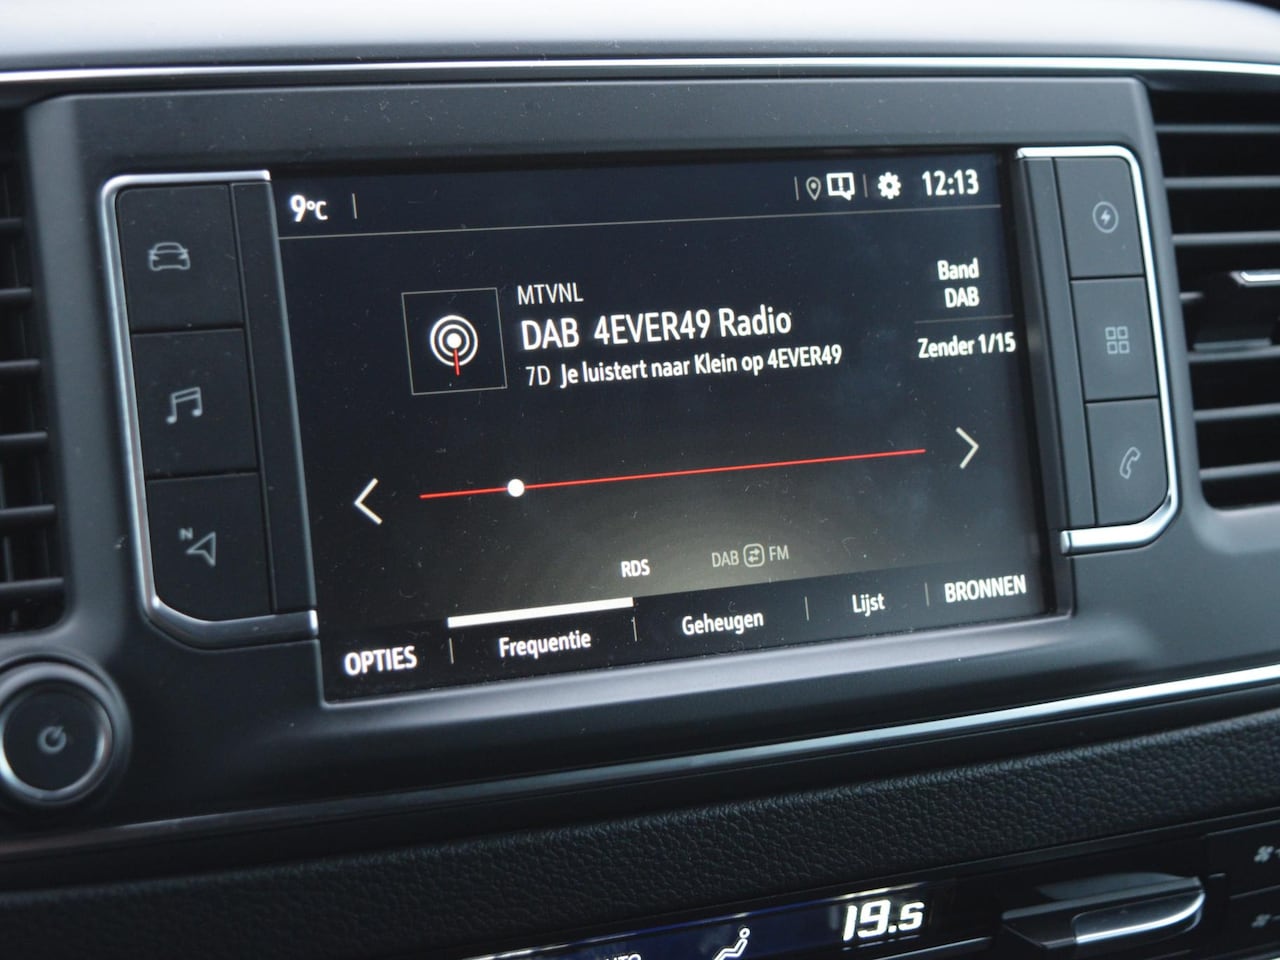 9°C
12:13
MTVNL
DAB 4EVER49 Radio
7D Je luistert naar Klein op 4EVER49
Band
DAB
Zender 1/15
RDS
DAB FM
OPTIES
Frequentie
Geheugen
Lijst
BRONNEN
N
19.5